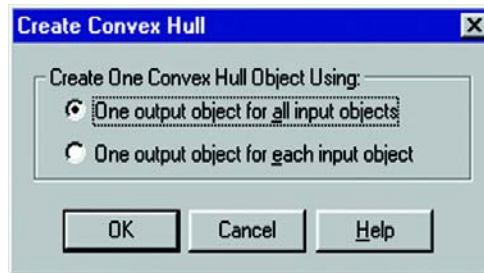 Create Convex Hull
Create One Convex Hull Object Using:
One output object for all input objects
One output object for each input object
OK Cancel Help